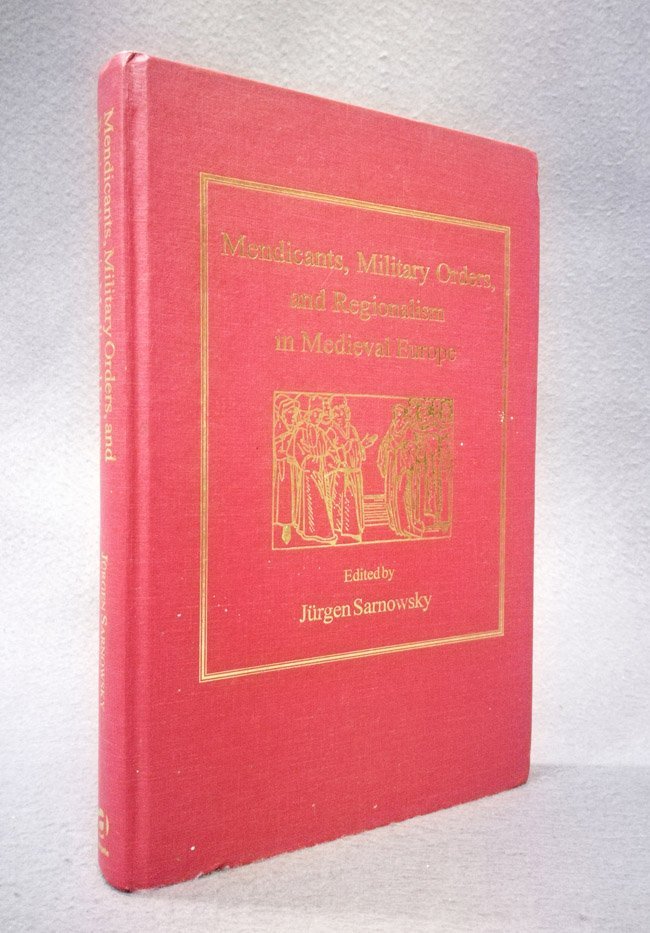 Mendicants, Military Orders,
and Regionalism
in Medieval Europe
Edited by
Jürgen Sarnowsky
Mendicants, Military Orders, and
JÜRGEN SARNOWSKY